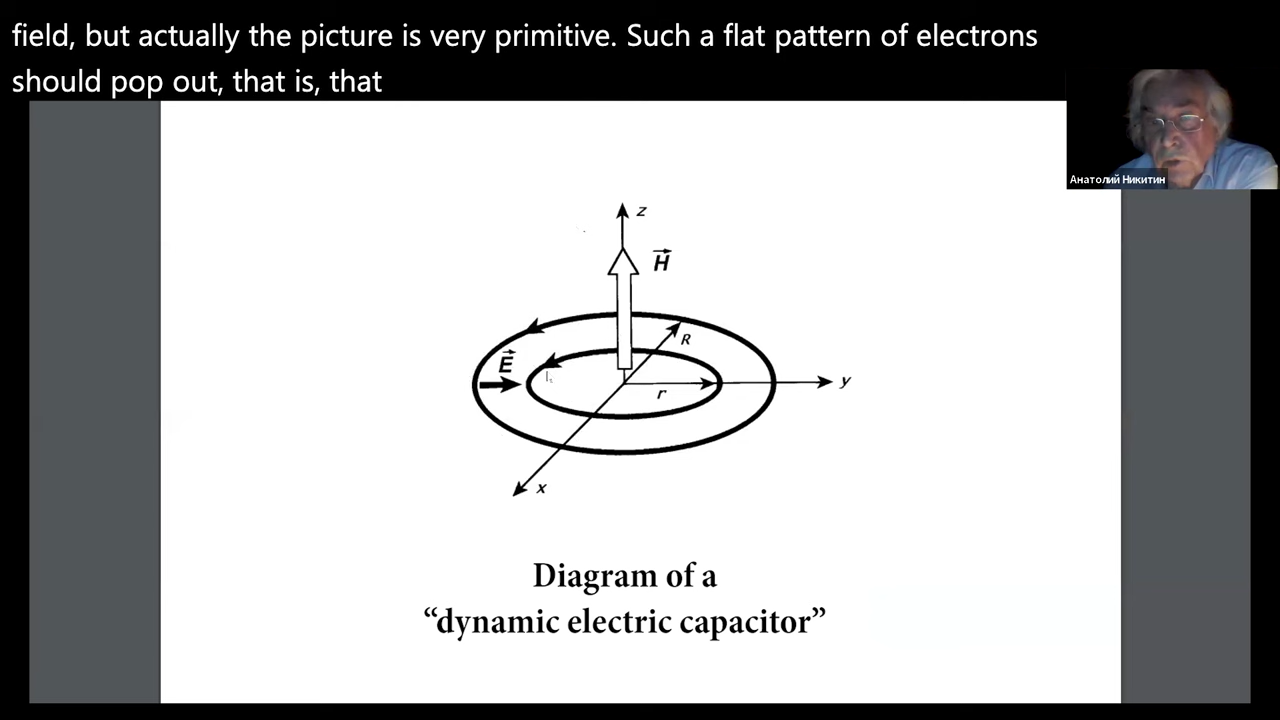 field, but actually the picture is very primitive. Such a flat pattern of electrons
should pop out, that is, that
Анатолий Никитин
z
H
R
E
y
r
x
Diagram of a
“dynamic electric capacitor”